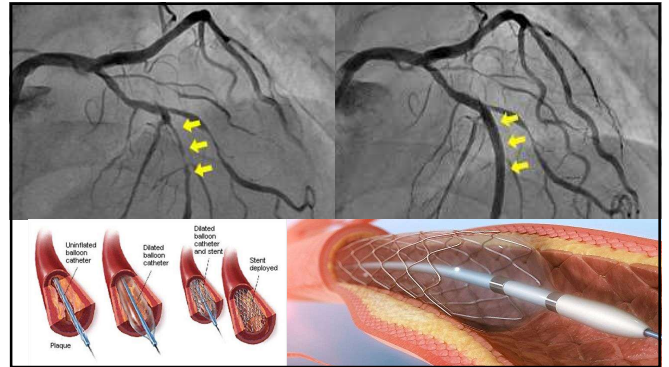 Uninflated
balloon
catheter
Dilated
balloon
catheter
Dilated
balloon
catheter
and stent
Stent
deployed
Plaque